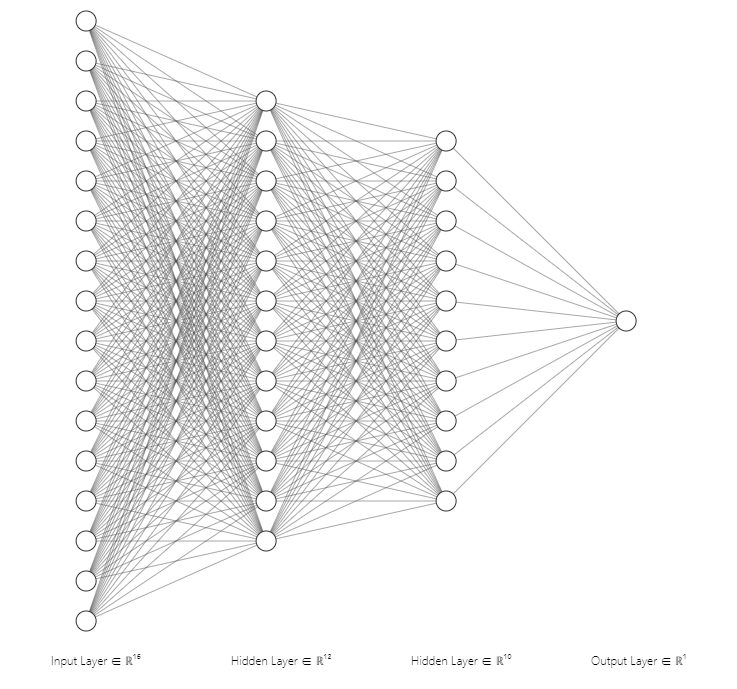 Input Layer ∈ ℝ¹⁶
Hidden Layer ∈ ℝ¹²
Hidden Layer ∈ ℝ¹⁰
Output Layer ∈ ℝ¹